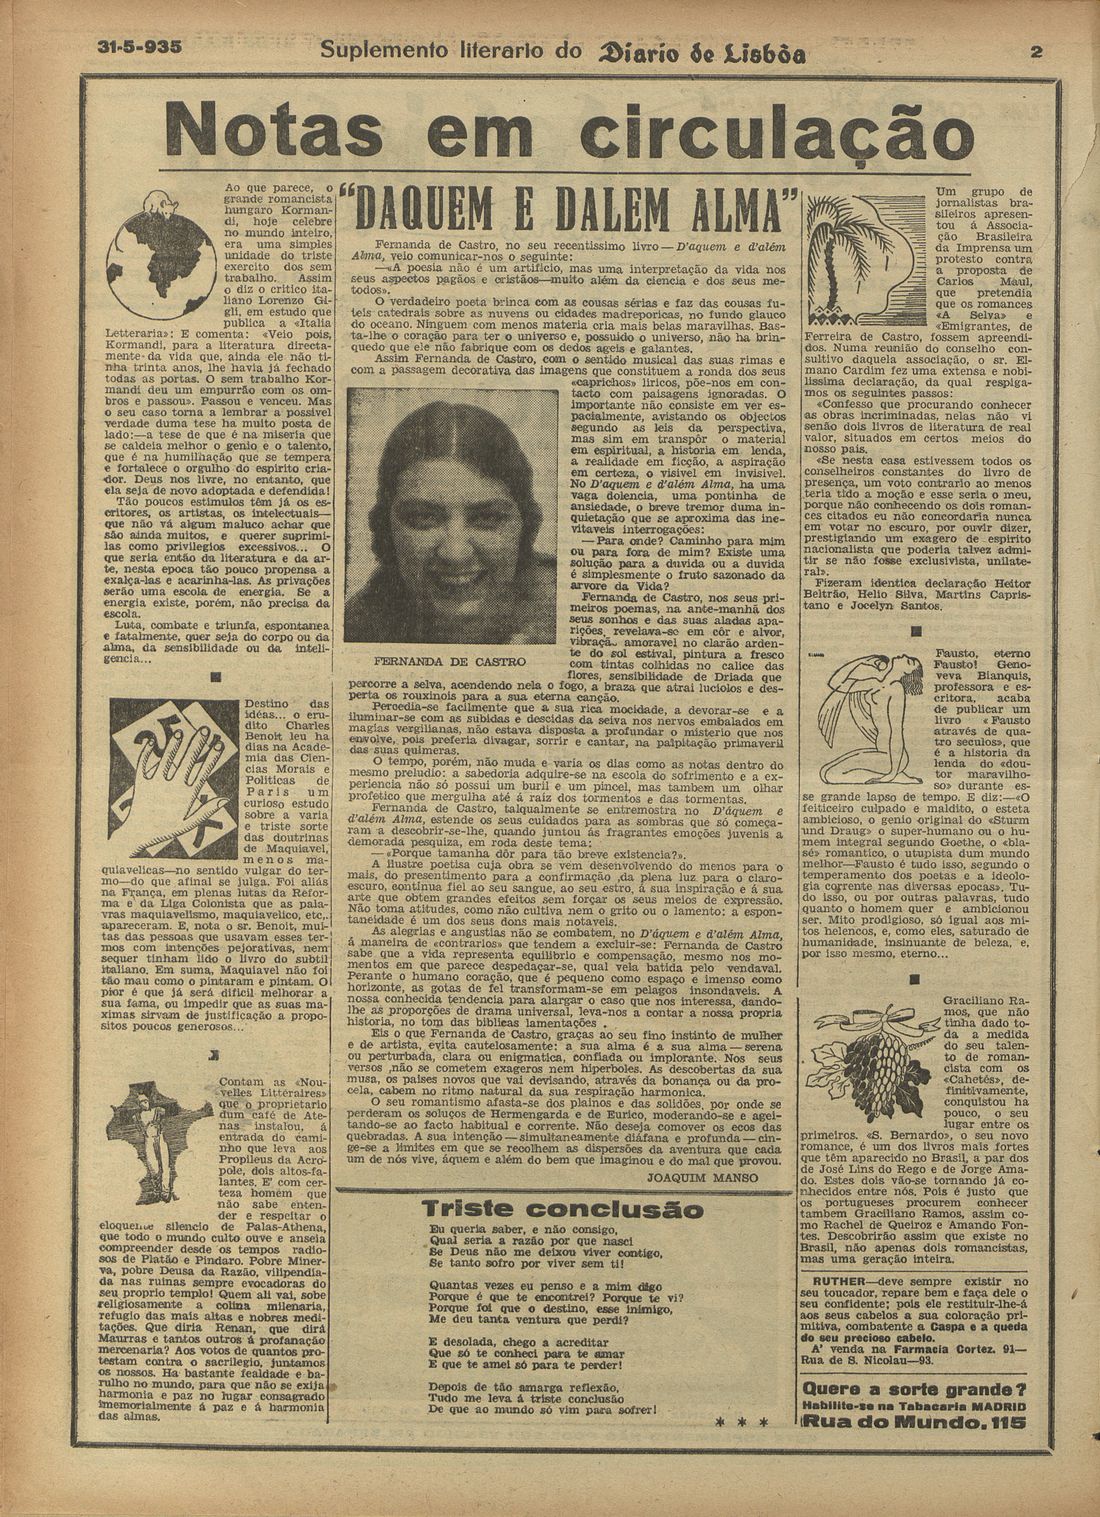 31-5-935
Suplemento literario do Diario de Lisbôa
2
Notas em circulação
Ao que parece, o
grande romancista
hungaro Kormandi,
di, hoje celebre
no mundo inteiro,
era uma simples
unidade do triste
exercito dos sem
trabalho. Assim
o diz o critico ita-
liano Lorenzo Gi-
gli, em estudo que
publica a «Italia
Letteraria»: E comenta: «Veio pois,
Kormandi, para a literatura directa-
mente da vida que, ainda ele não ti-
nha trinta anos, lhe havia já fechado
todas as portas. O sem trabalho Kor-
mandi deu um empurrão com os om-
bros e passou». Passou e venceu. Mas
o seu caso torna a lembrar a possivel
verdade duma tese ha muito posta de
lado:—a tese de que é na miseria que
se caldeia melhor o genio e o talento,
que é na humilhação que se tempera
e fortalece o orgulho do espirito cria-
dor. Deus nos livre, no entanto, que
ela seja de novo adoptada e defendida!
Tão poucos estimulos têm já os es-
critores, os artistas, os intelectuais—
que não vá algum maluco achar que
são ainda muitos, e querer suprimi-
las como privilegios excessivos... O
que seria então da literatura e da ar-
te, nesta epoca tão pouco propensa a
exalça-las e acarinha-las. As privações
serão uma escola de energia. Se a
energia existe, porém, não precisa da
escola.
Luta, combate e triunfa, espontanea
e fatalmente, quer seja do corpo ou da
alma, da sensibilidade ou da inteli-
gencia...
Destino das
idéas... o eru-
dito Charles
Benoit leu ha
dias na Acade-
mia das Cien-
cias Morais e
Politicas de
Paris um
curioso estudo
sobre a varia
e triste sorte
das doutrinas
de Maquiavel,
menos ma-
quiavelicas—no sentido vulgar do ter-
mo—do que afinal se julga. Foi aliás
na França, em plenas lutas da Refor-
ma e da Liga Colonista que as pala-
vras maquiavelismo, maquiavelico, etc,.
apareceram. E, nota o sr. Benoit, mui-
tas das pessoas que usavam esses ter-
mos com intenções pejorativas, nem
sequer tinham lido o livro do subtil
italiano. Em suma, Maquiavel não foi
tão mau como o pintaram e pintam. O
pior é que já será dificil melhorar a
sua fama, ou impedir que as suas ma-
ximas sirvam de justificação a propo-
sitos poucos generosos...
Contam as «Nou-
velles Littéraires»
que o proprietario
dum café de Ate-
nas instalou, á
entrada do cami-
nho que leva aos
Propileus da Acró-
pole, dois altos-fa-
lantes. E' com cer-
teza homem que
não sabe enten-
der e respeitar o
eloquente silencio de Palas-Athena,
que todo o mundo culto ouve e anseia
compreender desde os tempos radio-
sos de Platão e Pindaro. Pobre Miner-
va, pobre Deusa da Razão, vilipendia-
da nas ruinas sempre evocadoras do
seu proprio templo! Quem ali vai, sobe
religiosamente a colina milenaria,
refugio das mais altas e nobres medi-
tações. Que diria Renan, que dirá
Maurras e tantos outros á profanação
mercenaria? Aos votos de quantos pro-
testam contra o sacrilegio, juntamos
os nossos. Ha bastante fealdade e ba-
rulho no mundo, para que não se exija
harmonia e paz no lugar consagrado
imemorialmente á paz e á harmonia
das almas.
"DAQUEM E DALEM ALMA"
Fernanda de Castro, no seu recentissimo livro—D'aquem e d'além
Alma, veio comunicar-nos o seguinte:
—«A poesia não é um artificio, mas uma interpretação da vida nos
seus aspectos pagãos e cristãos—muito além da ciencia e dos seus me-
todos».
O verdadeiro poeta brinca com as cousas sérias e faz das cousas fu-
teis catedrais sobre as nuvens ou cidades madreporicas, no fundo glauco
do oceano. Ninguem com menos materia cria mais belas maravilhas. Bas-
ta-lhe o coração para ter o universo e, possuido o universo, não ha brin-
quedo que ele não fabrique com os dedos ageis e galantes.
Assim Fernanda de Castro, com o sentido musical das suas rimas e
com a passagem decorativa das imagens que constituem a ronda dos seus
«caprichos» liricos, põe-nos em con-
tacto com paisagens ignoradas. O
importante não consiste em ver es-
pacialmente, avistando os objectos
segundo as leis da perspectiva,
mas sim em transpôr o material
em espiritual, a historia em lenda,
a realidade em ficção, a aspiração
em certeza, o visivel em invisivel.
No D'aquem e d'além Alma, ha uma
vaga dolencia, uma pontinha de
ansiedade, o breve tremor duma in-
quietação que se aproxima das ine-
vitaveis interrogações:
—Para onde? Caminho para mim
ou para fora de mim? Existe uma
solução para a duvida ou a duvida
é simplesmente o fruto sazonado da
arvore da Vida?
Fernanda de Castro, nos seus pri-
meiros poemas, na ante-manhã dos
seus sonhos e das suas aladas apa-
rições, revelava-se em côr e alvor,
vibração amoravel no clarão arden-
te do sol estival, pintura a fresco
com tintas colhidas no calice das
flores, sensibilidade de Driada que
FERNANDA DE CASTRO
percorre a selva, acendendo nela o fogo, a braza que atrai luciolos e des-
perta os rouxinois para a sua eterna canção.
Percedia-se facilmente que a sua rica mocidade, a devorar-se e a
iluminar-se com as subidas e descidas da seiva nos nervos embalados em
magias vergilianas, não estava disposta a profundar o misterio que nos
envolve, pois preferia divagar, sorrir e cantar, na palpitação primaveril
das suas quimeras.
O tempo, porém, não muda e varia os dias como as notas dentro do
mesmo preludio: a sabedoria adquire-se na escola do sofrimento e a ex-
periencia não só possui um buril e um pincel, mas tambem um olhar
profetico que mergulha até á raiz dos tormentos e das tormentas.
Fernanda de Castro, talqualmente se entremostra no D'áquem e
d'além Alma, estende os seus cuidados para as sombras que só começa-
ram a descobrir-se-lhe, quando juntou ás fragrantes emoções juvenis a
demorada pesquiza, em roda deste tema:
—«Porque tamanha dôr para tão breve existencia?».
A ilustre poetisa cuja obra se vem desenvolvendo do menos para o
mais, do presentimento para a confirmação ,da plena luz para o claro-
escuro, continua fiel ao seu sangue, ao seu estro, á sua inspiração e á sua
arte que obtem grandes efeitos sem forçar os seus meios de expressão.
Não toma atitudes, como não cultiva nem o grito ou o lamento: a espon-
taneidade é um dos seus dons mais notaveis.
As alegrias e angustias não se combatem, no D'áquem e d'além Alma,
á maneira de «contrarios» que tendem a excluir-se: Fernanda de Castro
sabe que a vida representa equilibrio e compensação, mesmo nos mo-
mentos em que parece despedaçar-se, qual vela batida pelo vendaval.
Perante o humano coração, que é pequeno como espaço e imenso como
horizonte, as gotas de fel transformam-se em pelagos insondaveis. A
nossa conhecida tendencia para alargar o caso que nos interessa, dando-
lhe as proporções de drama universal, leva-nos a contar a nossa propria
historia, no tom das biblicas lamentações .
Eis o que Fernanda de Castro, graças ao seu fino instinto de mulher
e de artista, evita cautelosamente: a sua alma é a sua alma—serena
ou perturbada, clara ou enigmatica, confiada ou implorante. Nos seus
versos ,não se cometem exageros nem hiperboles. As descobertas da sua
musa, os paises novos que vai devisando, através da bonança ou da pro-
cela, cabem no ritmo natural da sua respiração harmonica.
O seu romantismo afasta-se dos plainos e das solidões, por onde se
perderam os soluços de Hermengarda e de Eurico, moderando-se e ageitando-
tando-se ao facto habitual e corrente. Não deseja comover os ecos das
quebradas. A sua intenção—simultaneamente diáfana e profunda—cin-
ge-se a limites em que se recolhem as dispersões da aventura que cada
um de nós vive, áquem e além do bem que imaginou e do mal que provou.
JOAQUIM MANSO
Triste conclusão
Eu queria saber, e não consigo,
Qual seria a razão por que nasci
Se Deus não me deixou viver contigo,
Se tanto sofro por viver sem ti!
Quantas vezes eu penso e a mim digo
Porque é que te encontrei? Porque te vi?
Porque foi que o destino, esse inimigo,
Me deu tanta ventura que perdi?
E desolada, chego a acreditar
Que só te conheci para te amar
E que te amei só para te perder!
Depois de tão amarga reflexão,
Tudo me leva á triste conclusão
De que ao mundo só vim para sofrer!
* * *
Um grupo de
jornalistas bra-
sileiros apresen-
tou á Associa-
ção Brasileira
da Imprensa um
protesto contra
a proposta de
Carlos Maul,
que pretendia
que os romances
«A Selva» e
«Emigrantes, de
Ferreira de Castro, fossem apreendi-
dos. Numa reunião do conselho con-
sultivo daquela associação, o sr. El-
mano Cardim fez uma extensa e nobi-
lissima declaração, da qual respiga-
mos os seguintes passos:
«Confesso que procurando conhecer
as obras incriminadas, nelas não vi
senão dois livros de literatura de real
valor, situados em certos meios do
nosso pais.
«Se nesta casa estivessem todos os
conselheiros constantes do livro de
presença, um voto contrario ao menos
teria tido a moção e esse seria o meu,
porque não conhecendo os dois roman-
ces citados eu não concordaria nunca
em votar no escuro, por ouvir dizer,
prestigiando um exagero de espirito
nacionalista que poderia talvez admi-
tir se não fosse exclusivista, unilate-
ral».
Fizeram identica declaração Heitor
Beltrão, Helio Silva, Martins Capris-
tano e Jocelyn Santos.
Fausto, eterno
Fausto! Geno-
veva Bianquis,
professora e es-
critora, acaba
de publicar um
livro «Fausto
através de qua-
tro seculos», que
é a historia da
lenda do «dou-
tor maravilho-
so» durante es-
se grande lapso de tempo. E diz:—«O
feiticeiro culpado e maldito, o esteta
ambicioso, o genio original do «Sturm
und Draug» o super-humano ou o hu-
mem integral segundo Goethe, o «bla-
sé» romantico, o utupista dum mundo
melhor—Fausto é tudo isso, segundo o
temperamento dos poetas e a ideolo-
gia corrente nas diversas epocas». Tu-
do isso, ou por outras palavras, tudo
quanto o homem quer e ambicionou
ser. Mito prodigioso, só igual aos mi-
tos helencos, e, como eles, saturado de
humanidade, insinuante de beleza, e,
por isso mesmo, eterno...
Graciliano Ra-
mos, que não
tinha dado to-
da a medida
do seu talen-
to de roman-
cista com os
«Cahetés», de-
finitivamente,
conquistou ha
pouco, o seu
lugar entre os
primeiros. «S. Bernardo», o seu novo
romance, é um dos livros mais fortes
que têm aparecido no Brasil, a par dos
de José Lins do Rego e de Jorge Ama-
do. Estes dois vão-se tornando já co-
nhecidos entre nós. Pois é justo que
os portugueses procurem conhecer
tambem Graciliano Ramos, assim co-
mo Rachel de Queiroz e Amando Fon-
tes. Descobrirão assim que existe no
Brasil, não apenas dois romancistas,
mas uma geração inteira.
RUTHER—deve sempre existir no
seu toucador, repare bem e faça dele o
seu confidente; pois ele restituir-lhe-á
aos seus cabelos a sua coloração pri-
mitiva, combatente a Caspa e a queda
do seu precioso cabelo.
A' venda na Farmacia Cortez. 91—
Rua de S. Nicolau—93.
Quere a sorte grande?
Habilite-se na Tabacaria MADRID
Rua do Mundo, 115